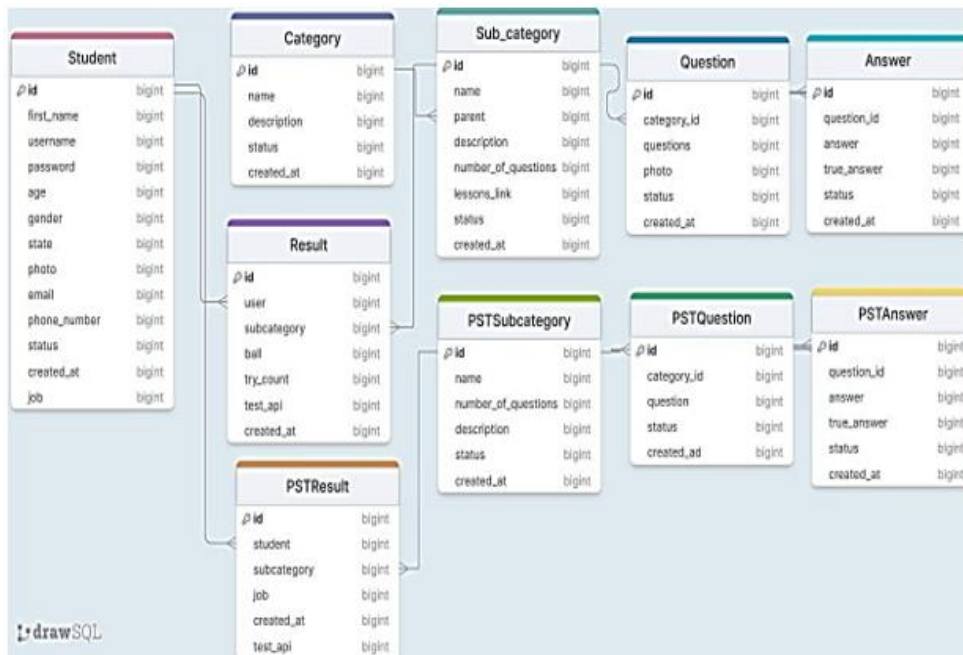 Student
id bigint
first_name bigint
username bigint
password bigint
age bigint
gender bigint
state bigint
photo bigint
email bigint
phone_number bigint
status bigint
created_at bigint
job bigint
Category
id bigint
name bigint
description bigint
status bigint
created_at bigint
Sub_category
id bigint
name bigint
parent bigint
description bigint
number_of_questions bigint
lessons_link bigint
status bigint
created_at bigint
Question
id bigint
category_id bigint
questions bigint
photo bigint
status bigint
created_at bigint
Answer
id bigint
question_id bigint
answer bigint
true_answer bigint
status bigint
created_at bigint
Result
id bigint
user bigint
subcategory bigint
ball bigint
try_count bigint
test_api bigint
created_at bigint
PSTSubcategory
id bigint
name bigint
number_of_questions bigint
description bigint
status bigint
created_at bigint
PSTQuestion
id bigint
category_id bigint
question bigint
status bigint
created_ad bigint
PSTAnswer
id bigint
question_id bigint
answer bigint
true_answer bigint
status bigint
created_at bigint
PSTResult
id bigint
student bigint
subcategory bigint
job bigint
created_at bigint
test_api bigint
drawSQL